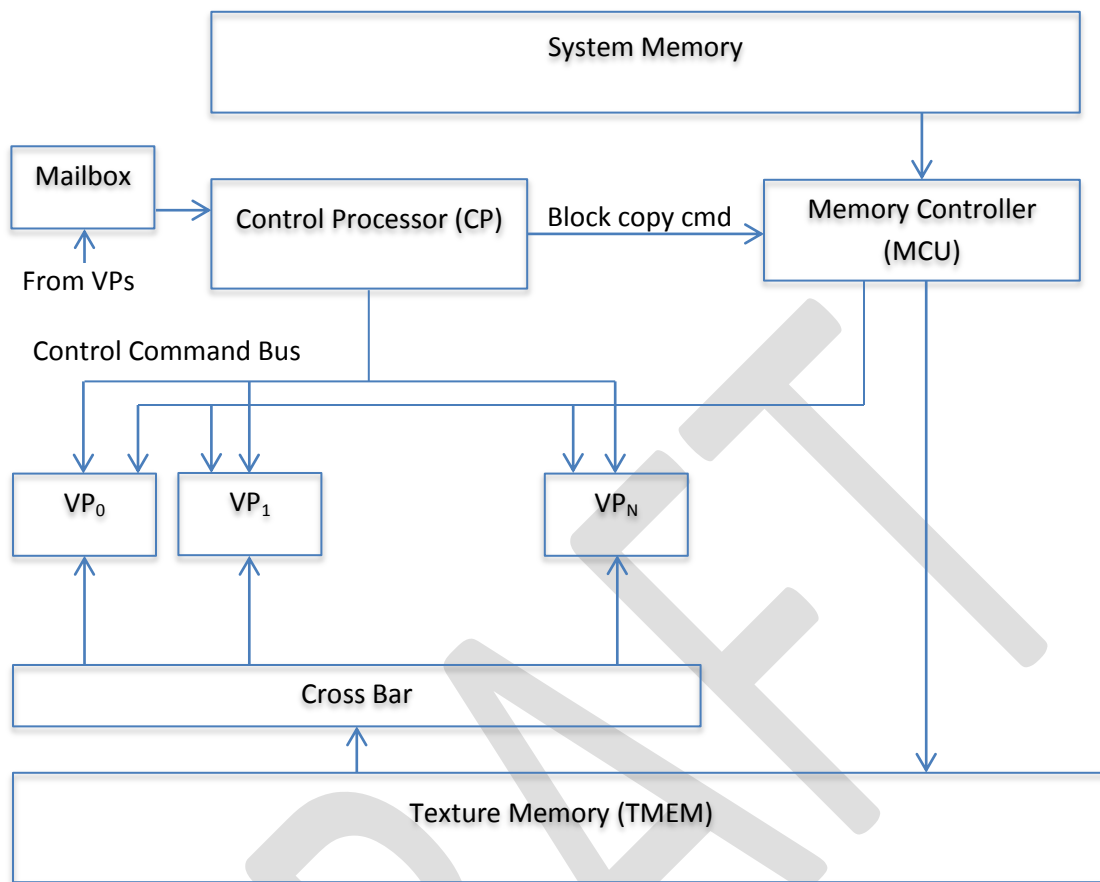 System Memory
Mailbox
Control Processor (CP)
Block copy cmd
Memory Controller
(MCU)
From VPs
Control Command Bus
VP₀
VP₁
VPN
Cross Bar
Texture Memory (TMEM)
DRAFT